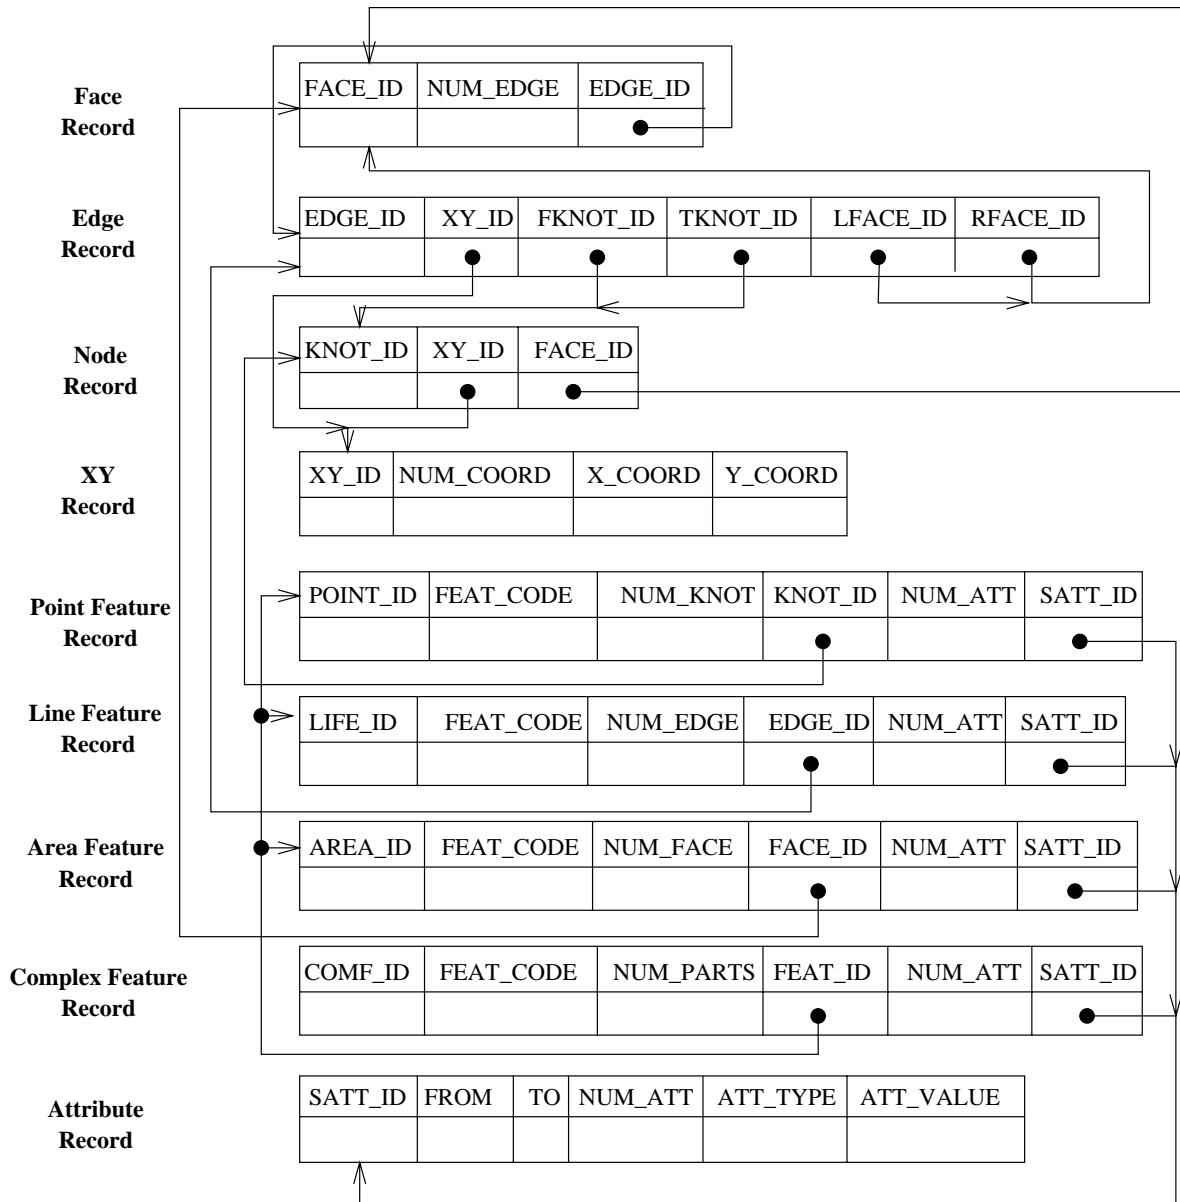 Face
Record
FACE_ID NUM_EDGE EDGE_ID
Edge
Record
EDGE_ID XY_ID FKNOT_ID TKNOT_ID LFACE_ID RFACE_ID
Node
Record
KNOT_ID XY_ID FACE_ID
XY
Record
XY_ID NUM_COORD X_COORD Y_COORD
Point Feature
Record
POINT_ID FEAT_CODE NUM_KNOT KNOT_ID NUM_ATT SATT_ID
Line Feature
Record
LIFE_ID FEAT_CODE NUM_EDGE EDGE_ID NUM_ATT SATT_ID
Area Feature
Record
AREA_ID FEAT_CODE NUM_FACE FACE_ID NUM_ATT SATT_ID
Complex Feature
Record
COMF_ID FEAT_CODE NUM_PARTS FEAT_ID NUM_ATT SATT_ID
Attribute
Record
SATT_ID FROM TO NUM_ATT ATT_TYPE ATT_VALUE